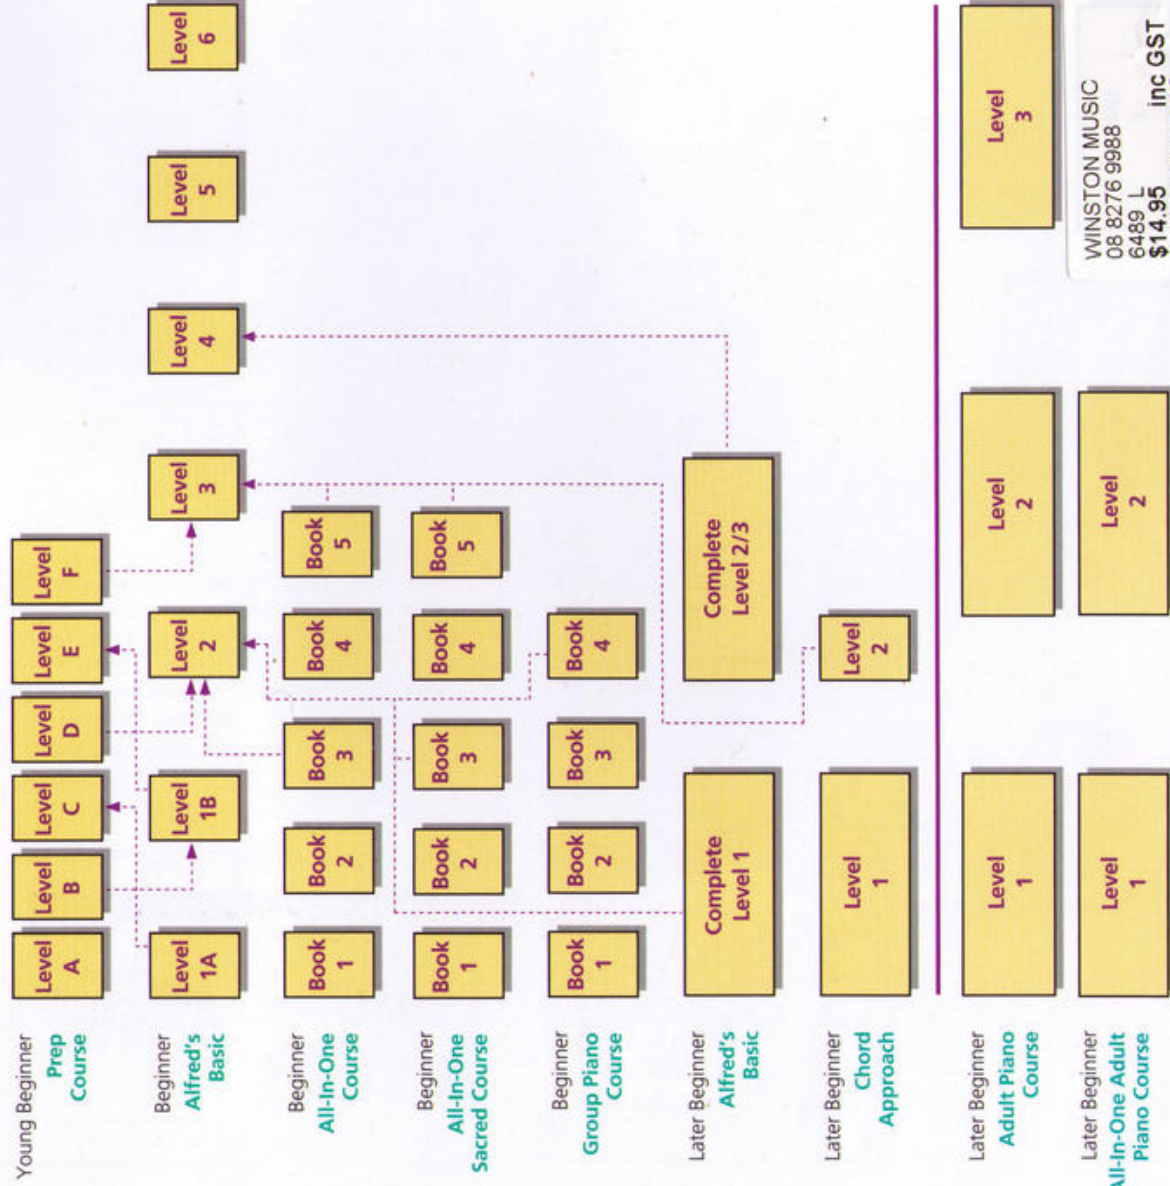 Young Beginner
Prep
Course
Level
A
Level
B
Level
C
Level
D
Level
E
Level
F
Beginner
Alfred's
Basic
Level
1A
Level
1B
Level
2
Level
3
Level
4
Level
5
Level
6
Beginner
All-In-One
Course
Book
1
Book
2
Book
3
Book
4
Book
5
Beginner
All-In-One
Sacred Course
Book
1
Book
2
Book
3
Book
4
Book
5
Beginner
Group Piano
Course
Book
1
Book
2
Book
3
Book
4
Later Beginner
Alfred's
Basic
Complete
Level 1
Complete
Level 2/3
Later Beginner
Chord
Approach
Level
1
Level
2
Later Beginner
Adult Piano
Course
Level
1
Level
2
Level
3
Later Beginner
All-In-One Adult
Piano Course
Level
1
Level
2
WINSTON MUSIC
08 8276 9988
6489 L
$14.95 inc GST